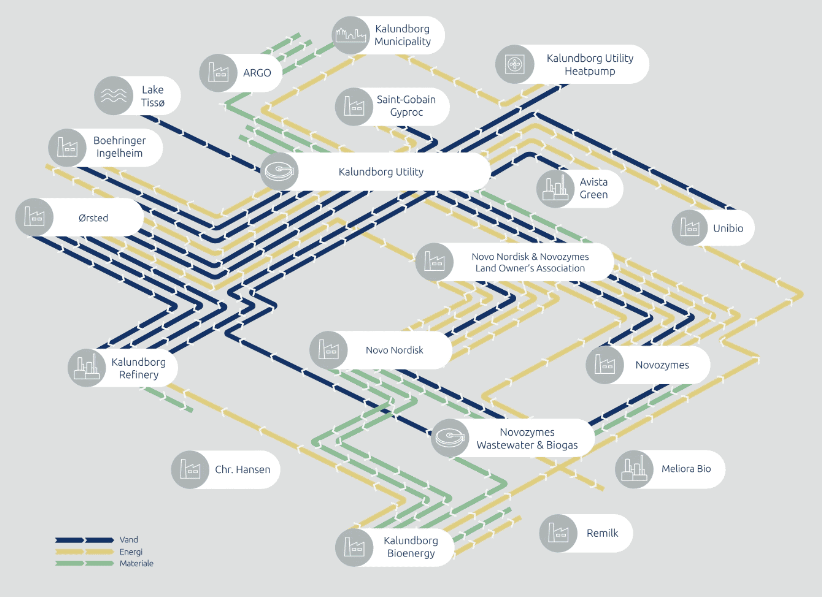 Kalundborg
Municipality
Kalundborg Utility
Heatpump
ARGO
Lake
Tissø
Saint-Gobain
Gyproc
Boehringer
Ingelheim
Kalundborg Utility
Avista
Green
Ørsted
Unibio
Novo Nordisk & Novozymes
Land Owner's Association
Novo Nordisk
Kalundborg
Refinery
Novozymes
Novozymes
Wastewater & Biogas
Chr. Hansen
Meliora Bio
Kalundborg
Bioenergy
Remilk
Vand
Energi
Materiale